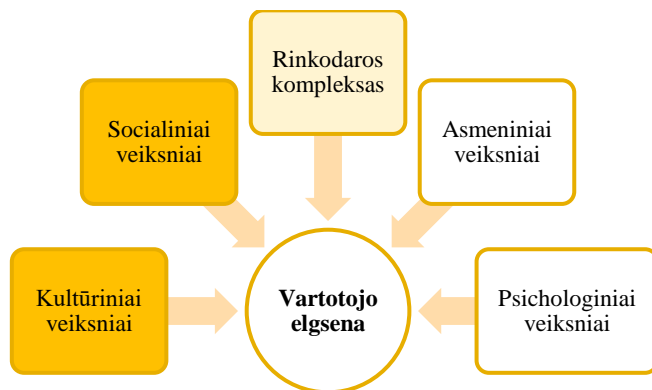 Rinkodaros
kompleksas
Socialiniai
veiksniai
Asmeniniai
veiksniai
Kultūriniai
veiksniai
Vartotojo
elgsena
Psichologiniai
veiksniai